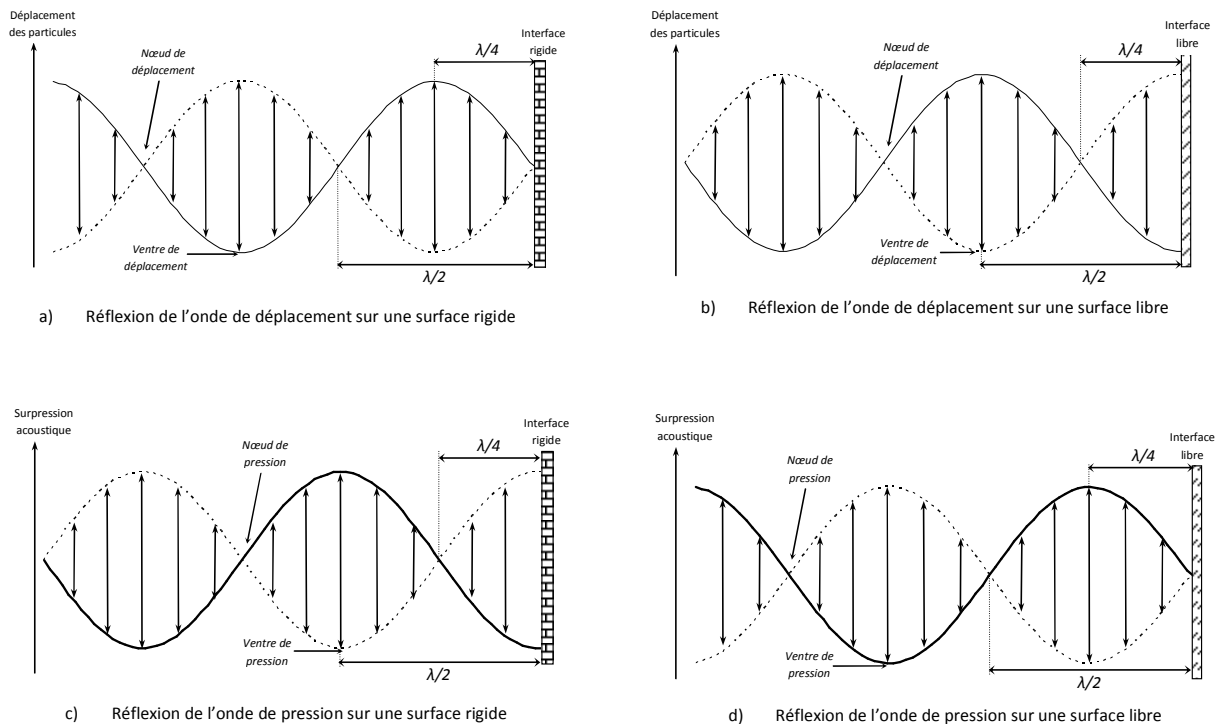 Déplacement
des particules
Nœud de
déplacement
λ/4
Interface
rigide
Ventre de
déplacement
λ/2
a) Réflexion de l’onde de déplacement sur une surface rigide
Déplacement
des particules
Nœud de
déplacement
λ/4
Interface
libre
Ventre de
déplacement
λ/2
b) Réflexion de l’onde de déplacement sur une surface libre
Surpression
acoustique
Nœud de
pression
λ/4
Interface
rigide
Ventre de
pression
λ/2
c) Réflexion de l’onde de pression sur une surface rigide
Surpression
acoustique
Nœud de
pression
λ/4
Interface
libre
Ventre de
pression
λ/2
d) Réflexion de l’onde de pression sur une surface libre